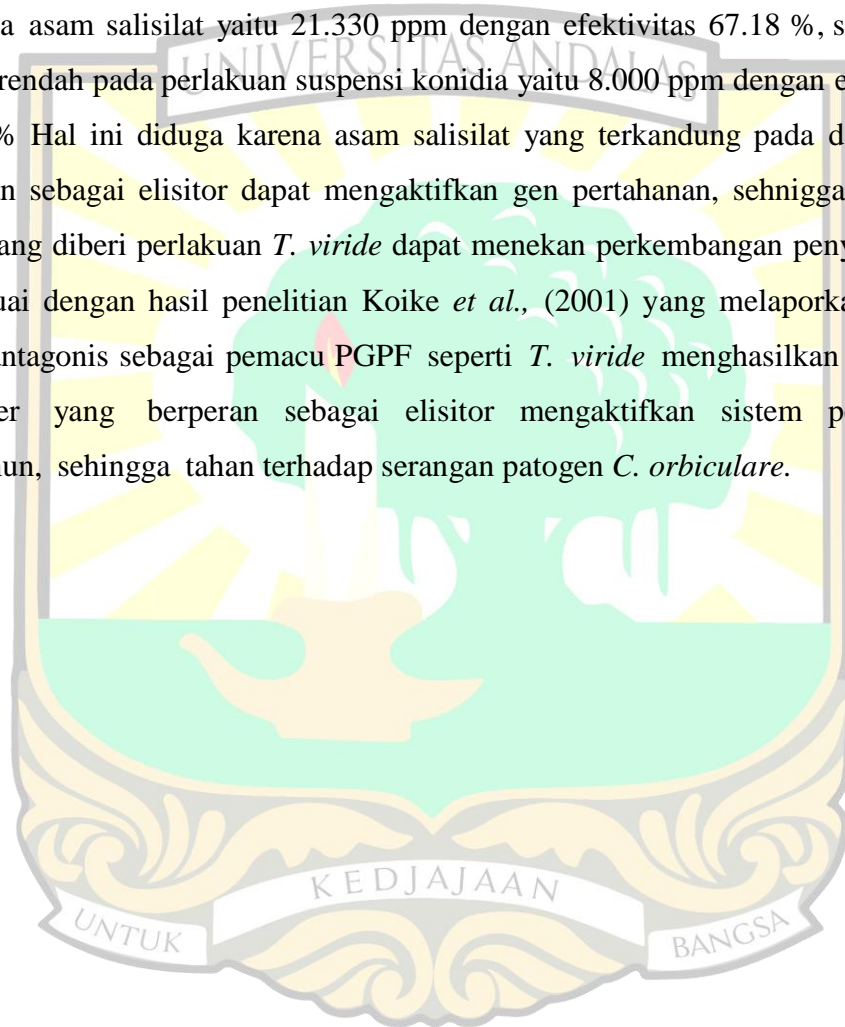 a asam salisilat yaitu 21.330 ppm dengan efektivitas 67.18 %, s
UNIVERSITAS ANDALAS
rendah pada perlakuan suspensi konidia yaitu 8.000 ppm dengan e
% Hal ini diduga karena asam salisilat yang terkandung pada d
n sebagai elisitor dapat mengaktifkan gen pertahanan, sehnigga
ang diberi perlakuan T. viride dapat menekan perkembangan peny
uai dengan hasil penelitian Koike et al., (2001) yang melaporka
ntagonis sebagai pemacu PGPF seperti T. viride menghasilkan
er yang berperan sebagai elisitor mengaktifkan sistem p
nun, sehingga tahan terhadap serangan patogen C. orbiculare.
KEDJAJAAN
UNTUK
BANGSA